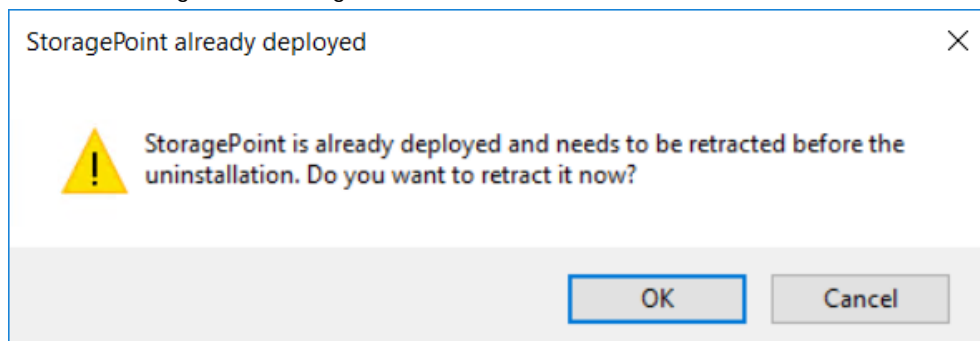 StoragePoint already deployed
StoragePoint is already deployed and needs to be retracted before the
uninstallation. Do you want to retract it now?
OK
Cancel